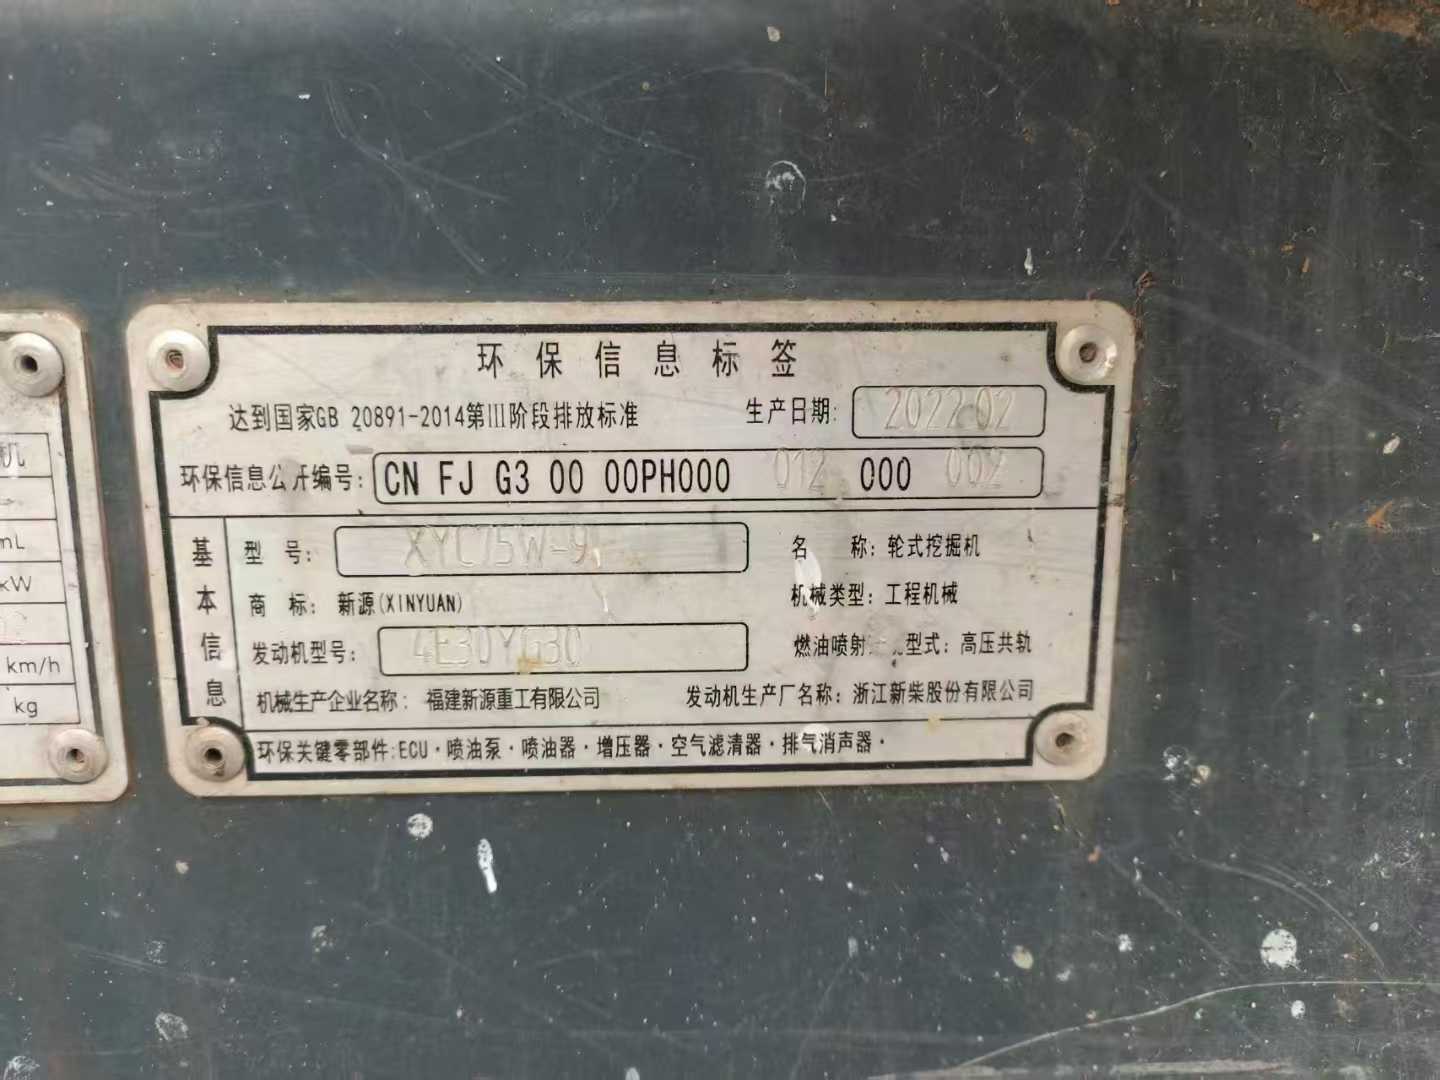 环保信息标签
达到国家GB 20891-2014第III阶段排放标准 生产日期: 2022 02
环保信息公开编号: CN FJ G3 00 00PH000 012 000 002
基本信息
型 号: XYC75W-9 名 称: 轮式挖掘机
商 标: 新源(XINYUAN) 机械类型: 工程机械
发动机型号: 4E30YG30 燃油喷射 型式: 高压共轨
机械生产企业名称: 福建新源重工有限公司 发动机生产厂名称: 浙江新柴股份有限公司
环保关键零部件:ECU·喷油泵·喷油器·增压器·空气滤清器·排气消声器·
机
mL
kW
km/h
kg